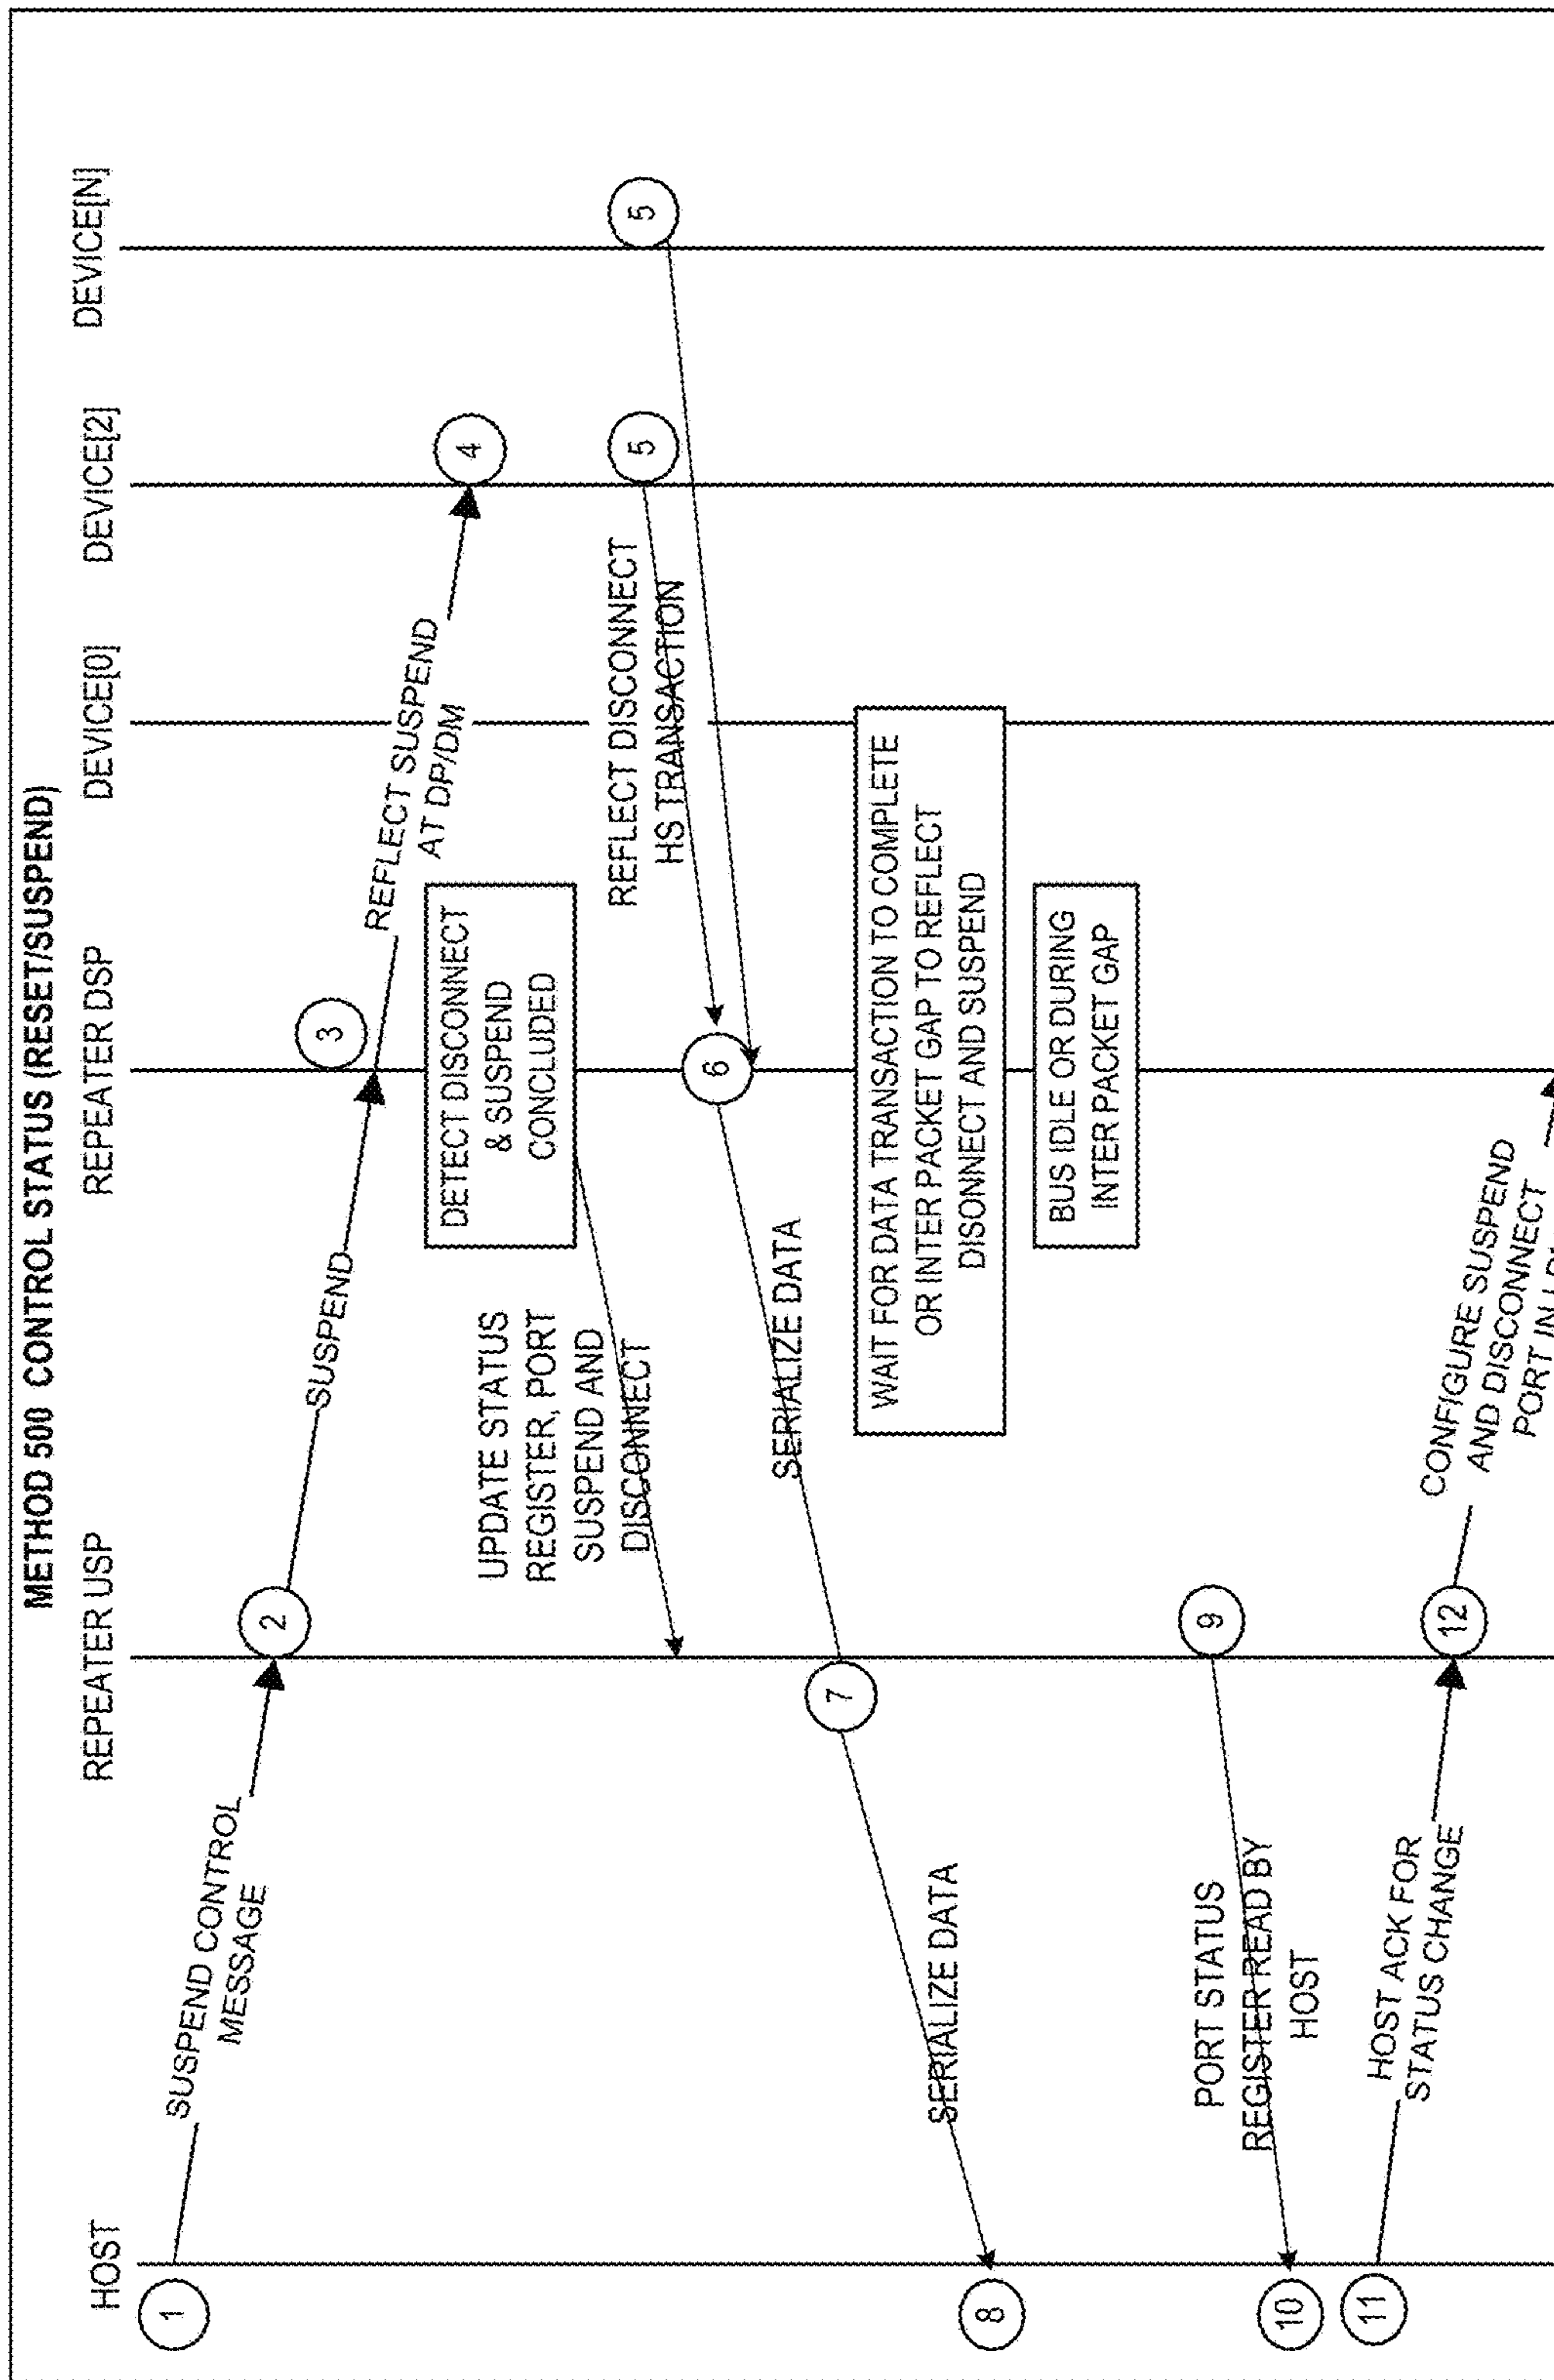 METHOD 500 CONTROL STATUS (RESET/SUSPEND)
HOST
REPEATER USP
REPEATER DSP
DEVICE[0]
DEVICE[2]
DEVICE[N]
1
SUSPEND CONTROL
MESSAGE
2
SUSPEND
3
REFLECT SUSPEND
AT DP/DM
4
DETECT DISCONNECT
& SUSPEND
CONCLUDED
UPDATE STATUS
REGISTER, PORT
SUSPEND AND
DISCONNECT
5
5
REFLECT DISCONNECT
HS TRANSACTION
6
SERIALIZE DATA
7
SERIALIZE DATA
8
WAIT FOR DATA TRANSACTION TO COMPLETE
OR INTER PACKET GAP TO REFLECT
DISONNECT AND SUSPEND
BUS IDLE OR DURING
INTER PACKET GAP
9
PORT STATUS
REGISTER READ BY
HOST
10
11
HOST ACK FOR
STATUS CHANGE
12
CONFIGURE SUSPEND
AND DISCONNECT
PORT IN